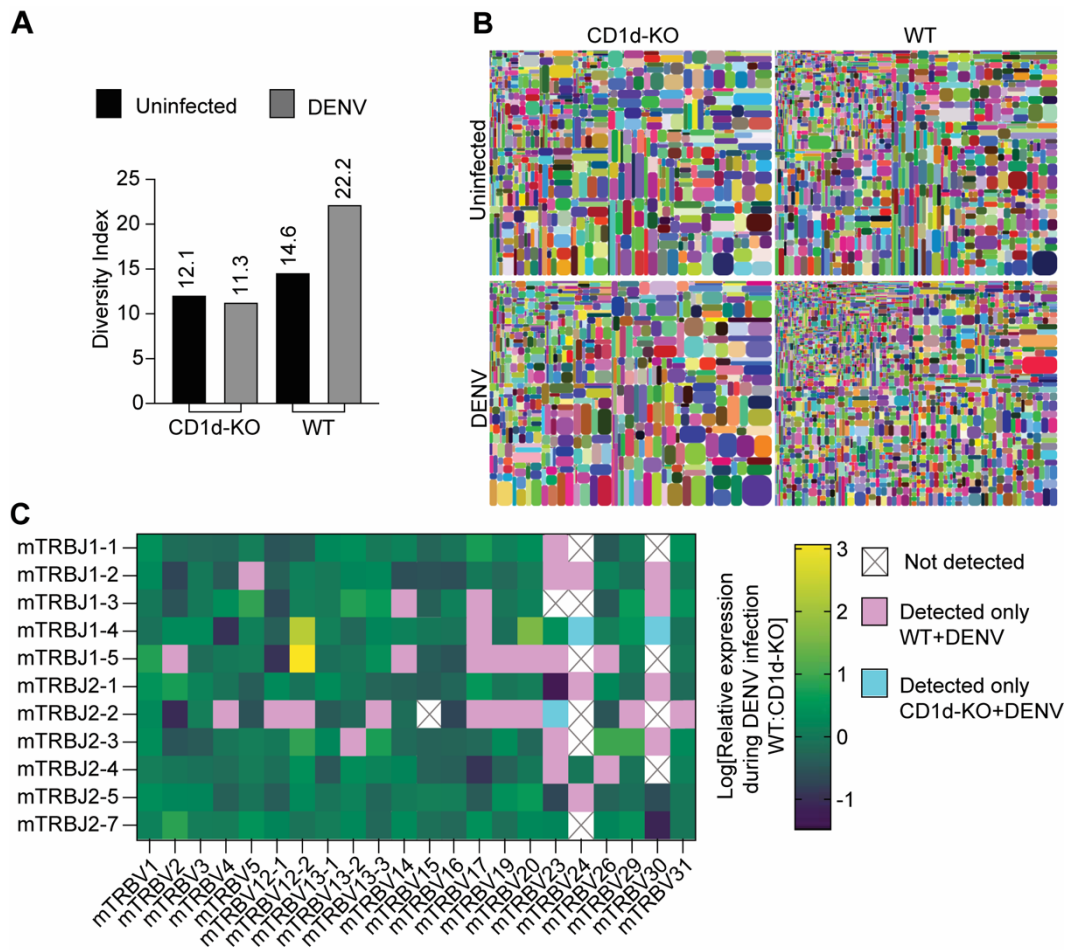 A
Uninfected
DENV
Diversity Index
25
20
15
10
5
0
12.1
11.3
14.6
22.2
CD1d-KO
WT
B
CD1d-KO
WT
Uninfected
DENV
C
mTRBJ1-1
mTRBJ1-2
mTRBJ1-3
mTRBJ1-4
mTRBJ1-5
mTRBJ2-1
mTRBJ2-2
mTRBJ2-3
mTRBJ2-4
mTRBJ2-5
mTRBJ2-7
mTRBV1
mTRBV2
mTRBV3
mTRBV4
mTRBV5
mTRBV12-1
mTRBV12-2
mTRBV13-1
mTRBV13-2
mTRBV13-3
mTRBV14
mTRBV15
mTRBV16
mTRBV17
mTRBV19
mTRBV20
mTRBV23
mTRBV24
mTRBV26
mTRBV29
mTRBV30
mTRBV31
Log[Relative expression
during DENV infection
WT:CD1d-KO]
3
2
1
0
-1
Not detected
Detected only
WT+DENV
Detected only
CD1d-KO+DENV